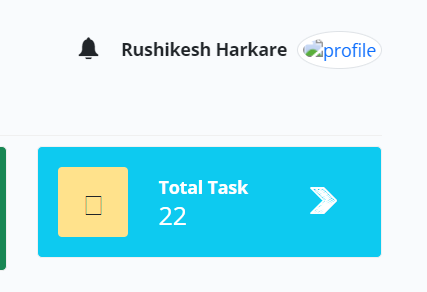 Rushikesh Harkare profile
Total Task
22